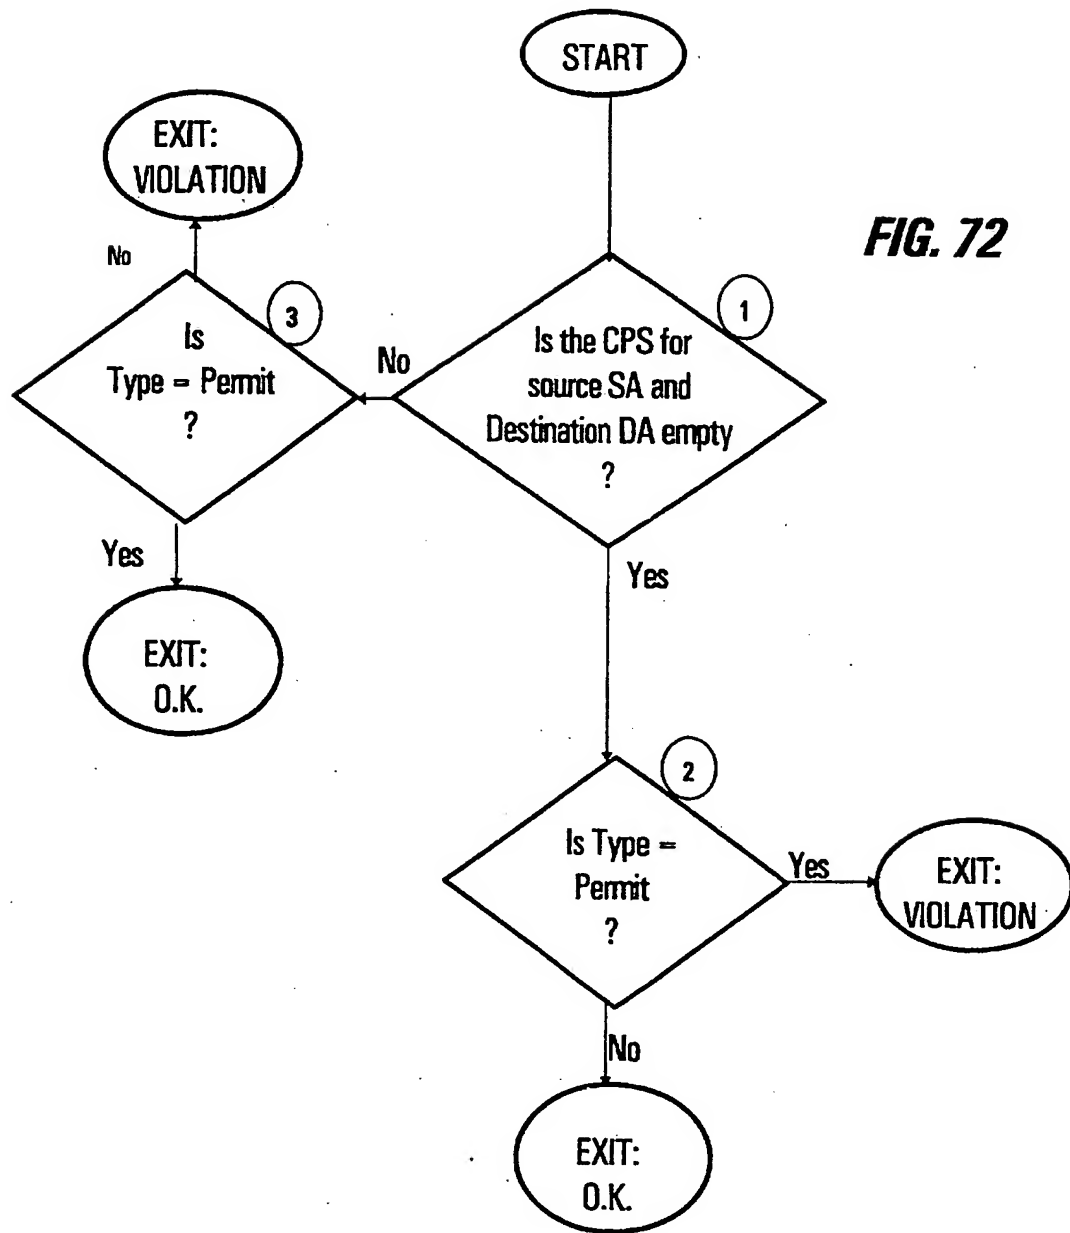 START
EXIT:
VIOLATION
FIG. 72
No
3
1
Is
Type = Permit
?
No
Is the CPS for
source SA and
Destination DA empty
?
Yes
Yes
EXIT:
O.K.
2
Is Type =
Permit
?
Yes
EXIT:
VIOLATION
No
EXIT:
O.K.